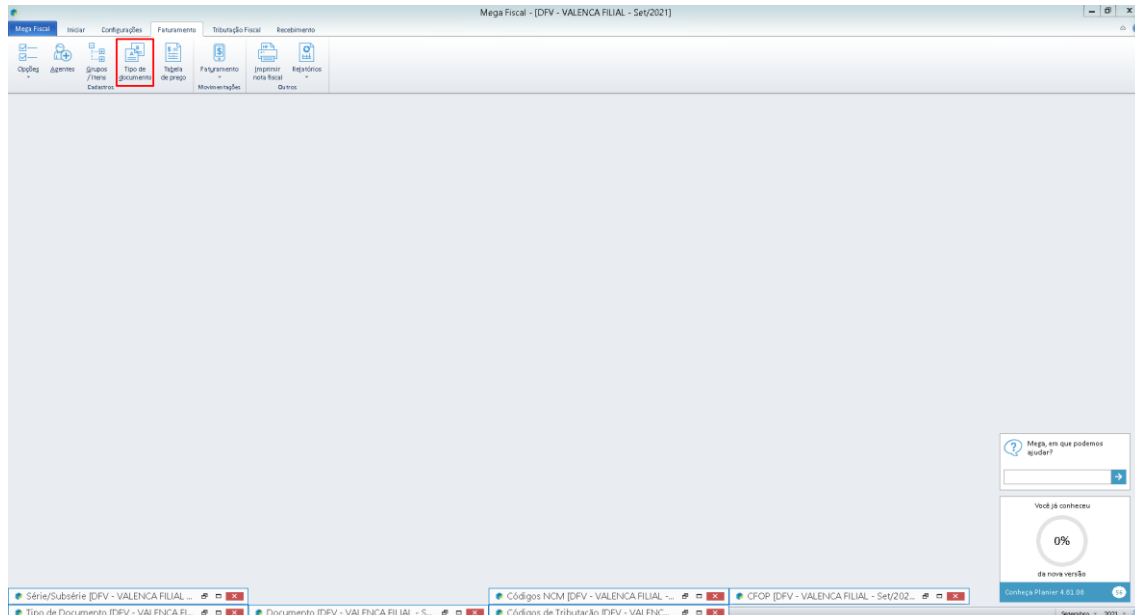 Mega Fiscal - [DFV - VALENCA FILIAL - Set/2021]
Mega Fiscal Iniciar Configurações Faturamento Tributação Fiscal Recebimento
Opções Agentes Grupos /Itens Tipo de documento Tabela de preço Faturamento Imprimir nota fiscal Relatórios
Cadastros Movimentações Outros
Mega, em que podemos ajudar?
Você já conheceu
0%
da nova versão
Conheça Planier 4.61.08 56
Série/Subsérie [DFV - VALENCA FILIAL ... Códigos NCM [DFV - VALENCA FILIAL -... CFOP [DFV - VALENCA FILIAL - Set/202...
Tipo de Documento [DFV - VALENCA FI... Documento [DFV - VALENCA FILIAL - S... Códigos de Tributação [DFV - VALENC... Setembro 2021